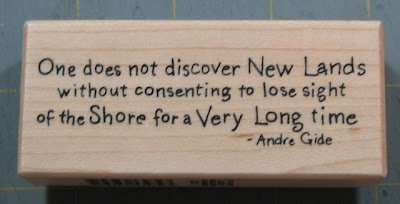 One does not discover New Lands
without consenting to lose sight
of the Shore for a Very Long time
- Andre Gide